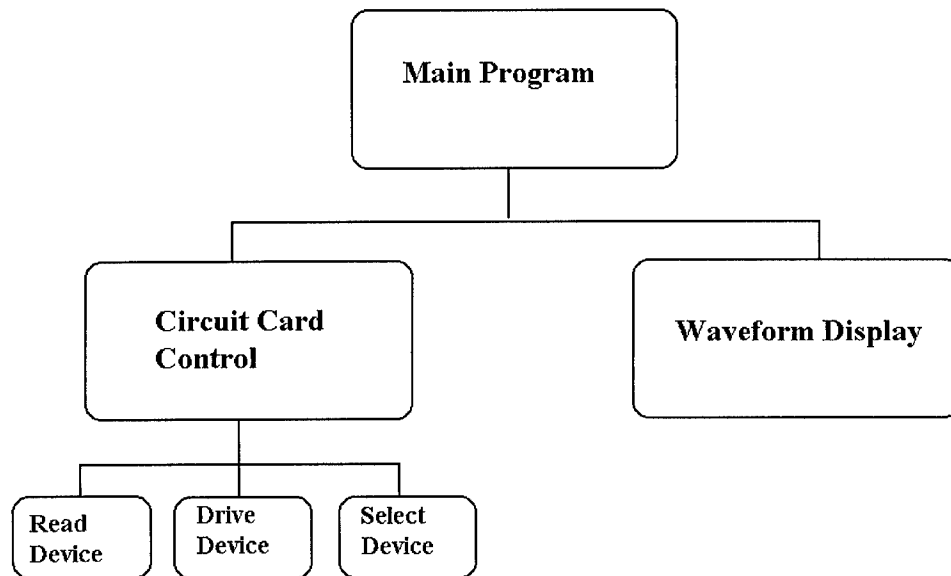 Main Program
Circuit Card
Control
Waveform Display
Read
Device
Drive
Device
Select
Device